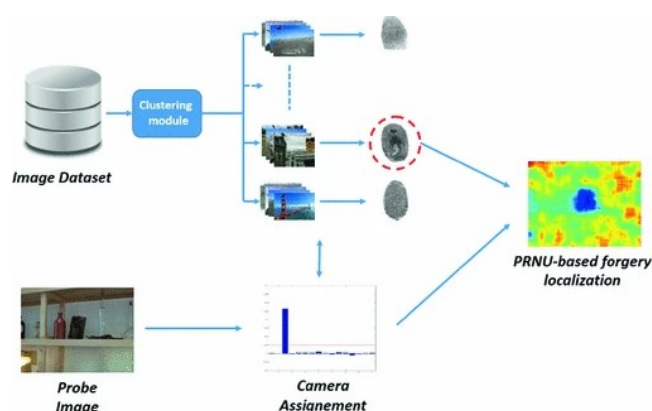 Clustering
module
Image Dataset
PRNU-based forgery
localization
Probe
Image
Camera
Assignement